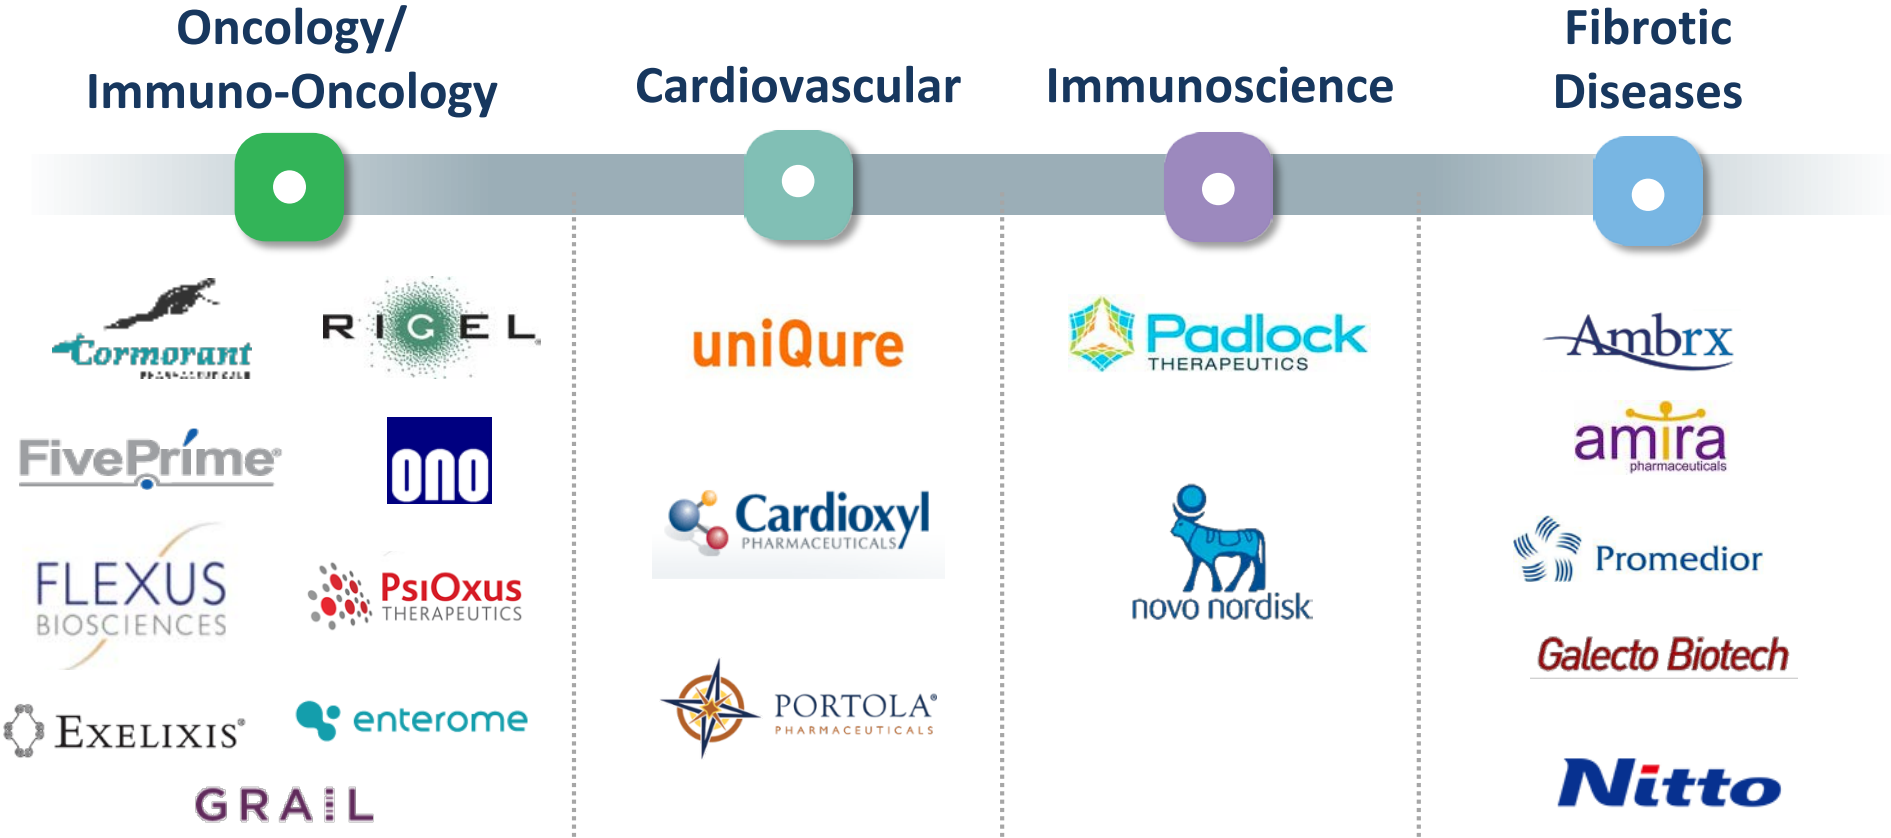 Oncology/
Immuno-Oncology
Cardiovascular
Immunoscience
Fibrotic
Diseases
Cormorant
PHARMACEUTICALS
RIGEL®
FivePrime®
ONO
FLEXUS
BIOSCIENCES
PsiOxus
THERAPEUTICS
EXELIXIS®
enterome
GRAIL
uniQure
Cardioxyl
PHARMACEUTICALS
PORTOLA®
PHARMACEUTICALS
Padlock
THERAPEUTICS
novo nordisk
Ambrx
amira
pharmaceuticals
Promedior
Galecto Biotech
Nitto